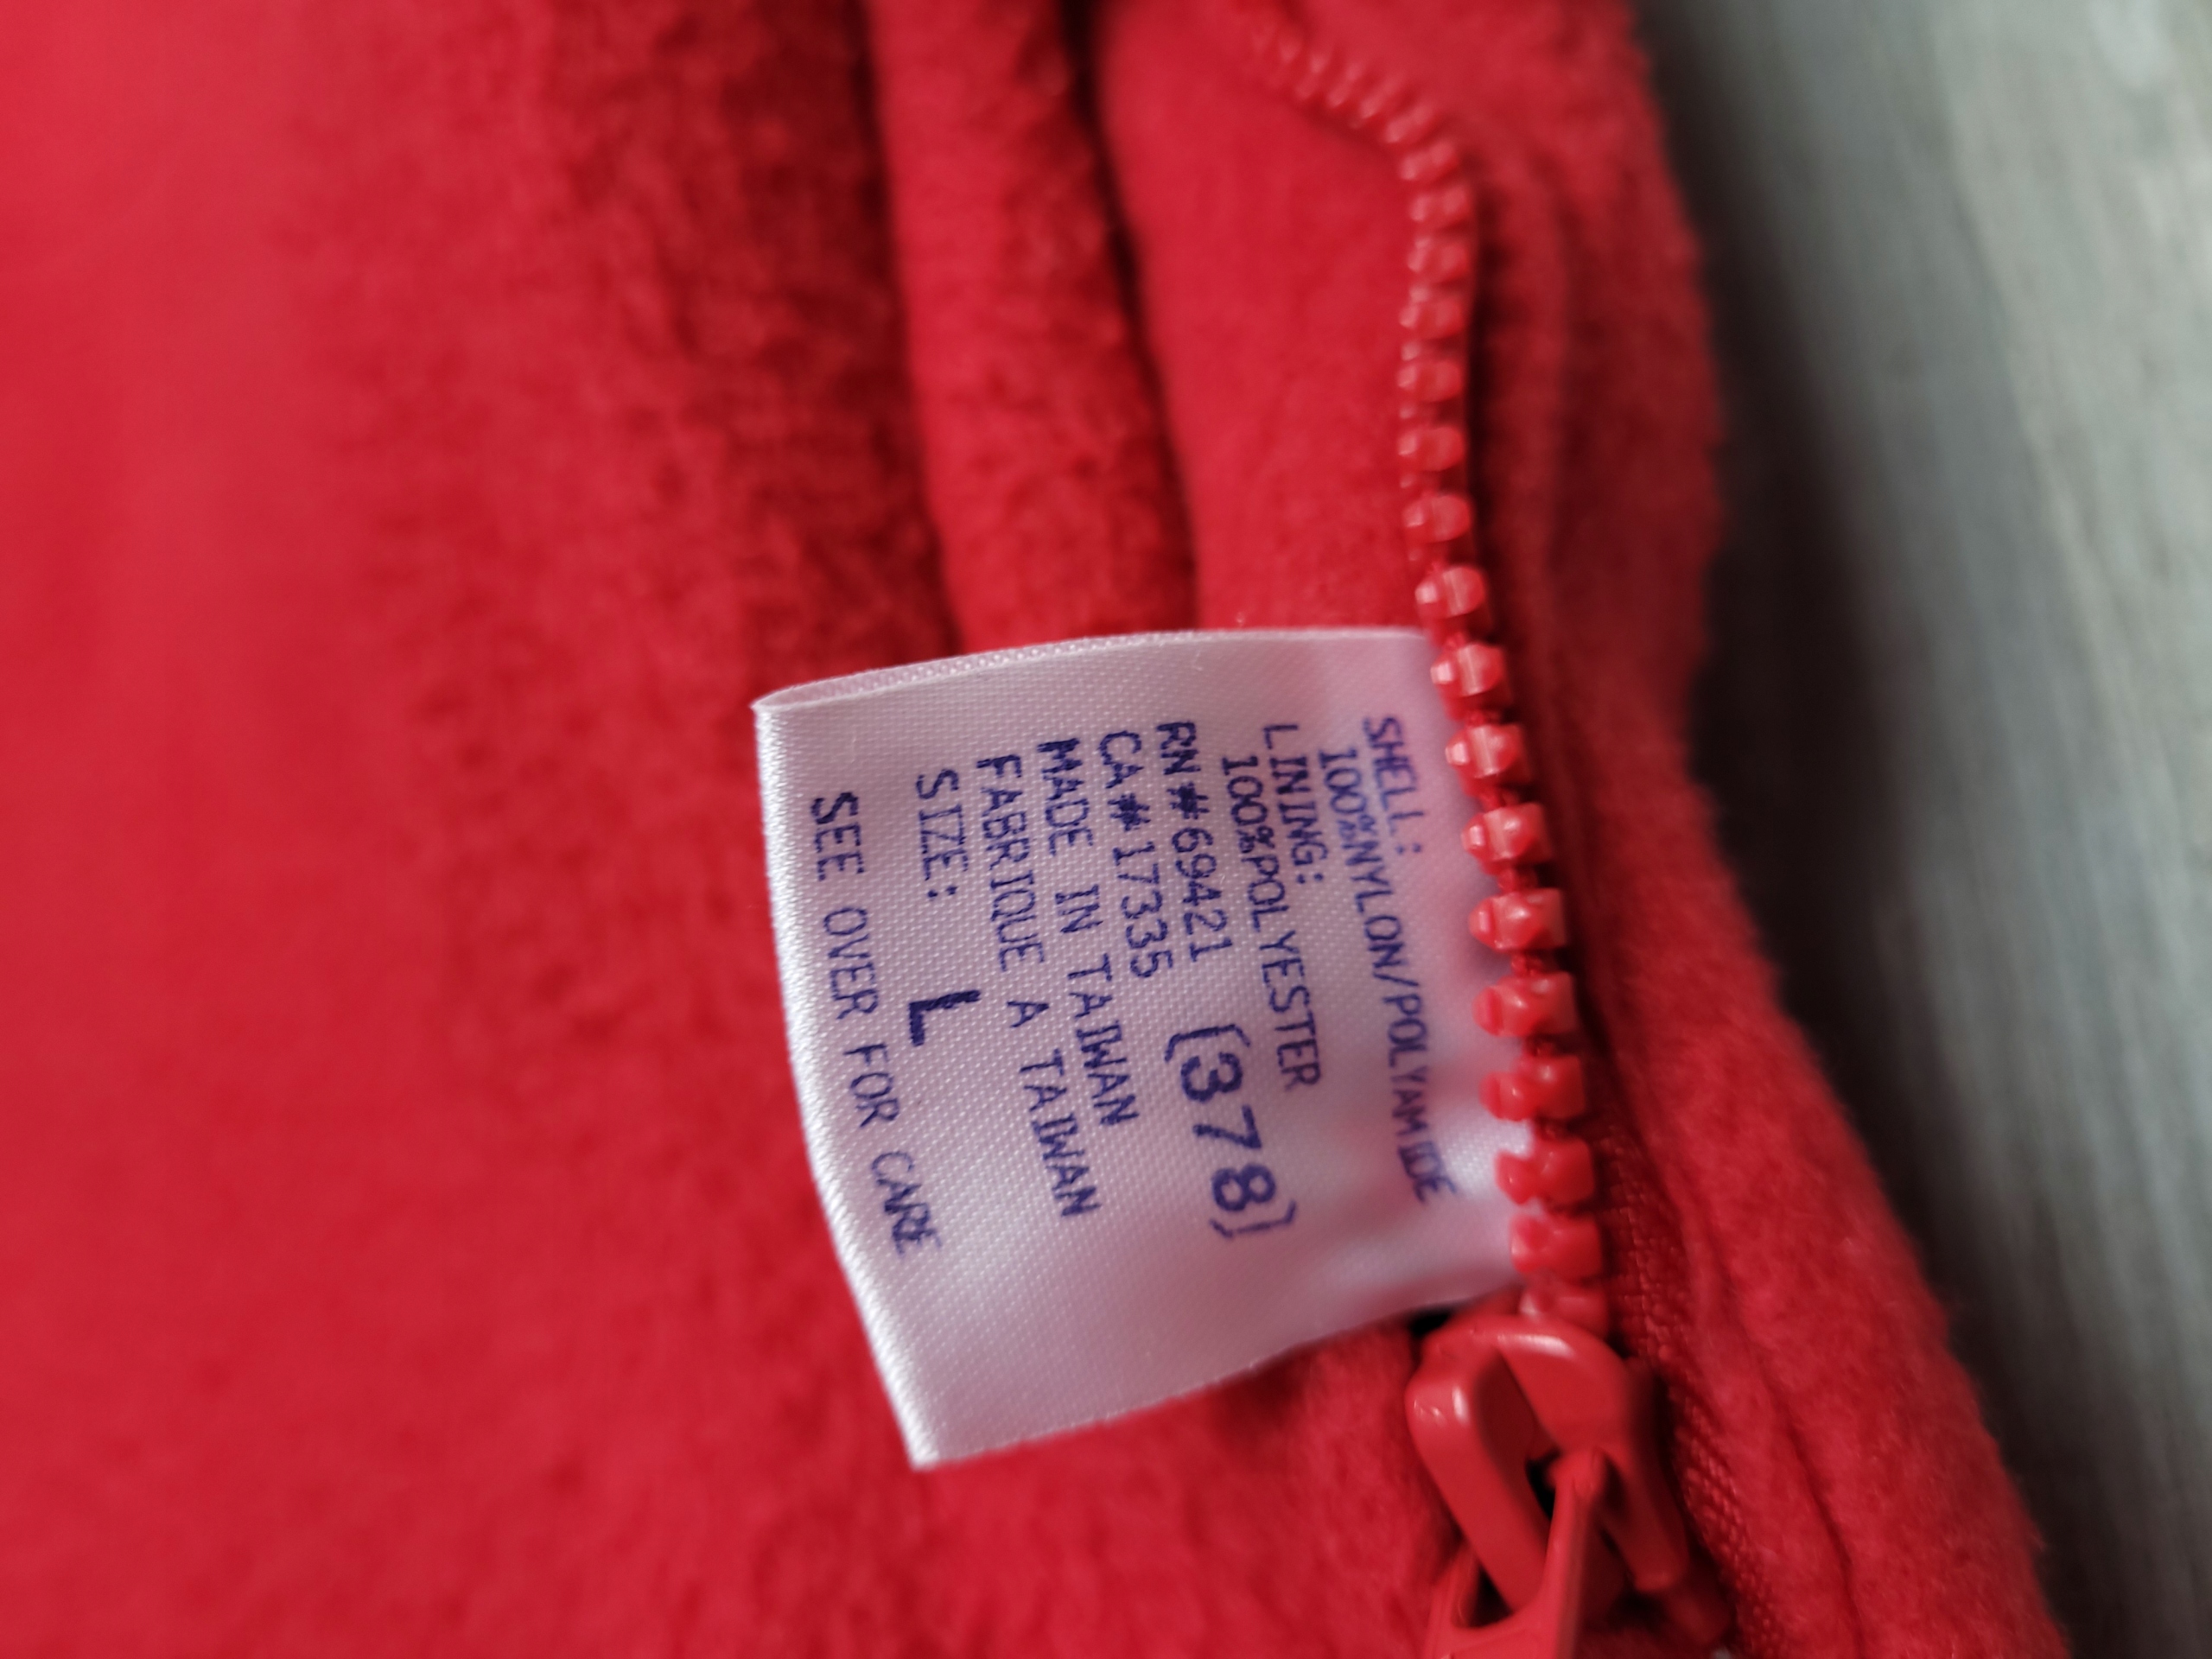 SHELL:
100%NYLON/POLYAMIDE
LINING:
100%POLYESTER
RN#69421
CA#17335 (378)
MADE IN TAIWAN
FABRIQUE A TAIWAN
SIZE: L
SEE OVER FOR CARE